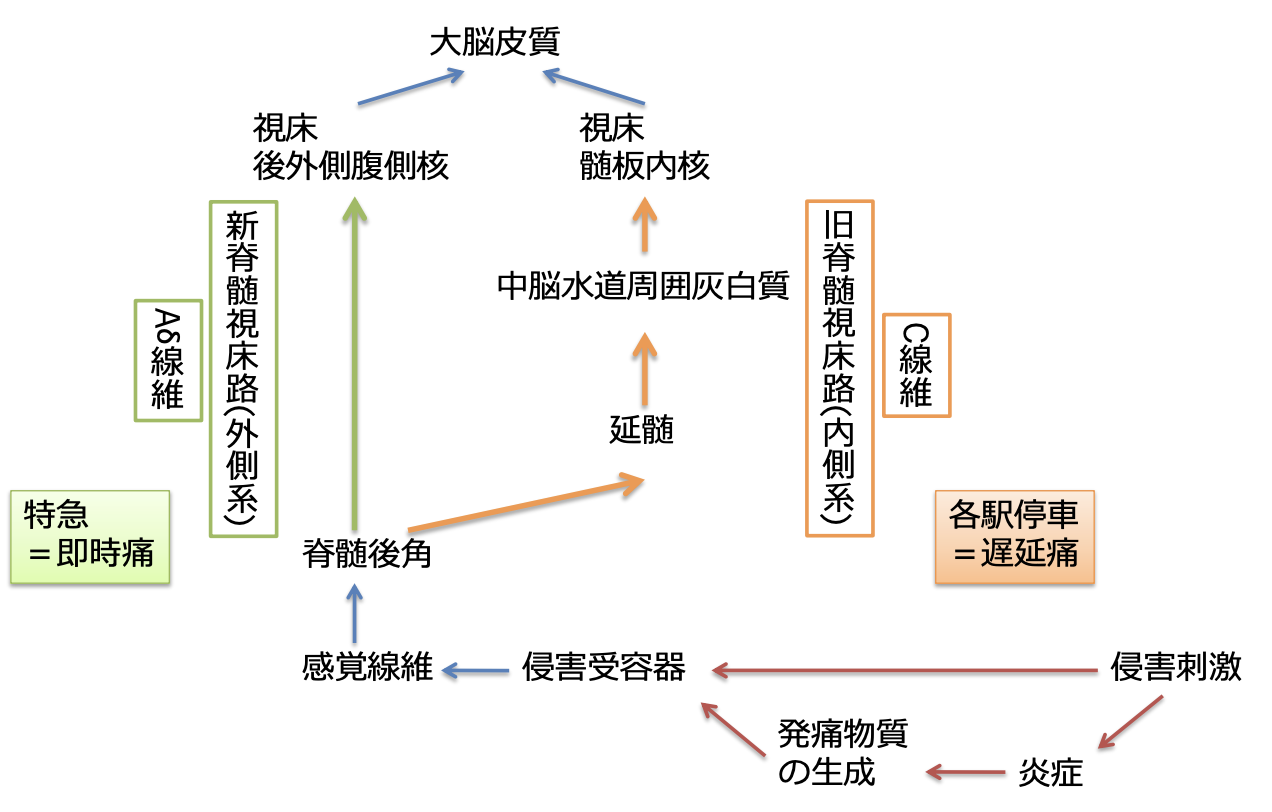 大脳皮質
視床
後外側腹側核
視床
髄板内核
新脊髄視床路(外側系)
旧脊髄視床路(内側系)
中脳水道周囲灰白質
Aδ線維
C線維
延髄
特急
＝即時痛
各駅停車
＝遅延痛
脊髄後角
感覚線維
侵害受容器
侵害刺激
発痛物質
の生成
炎症